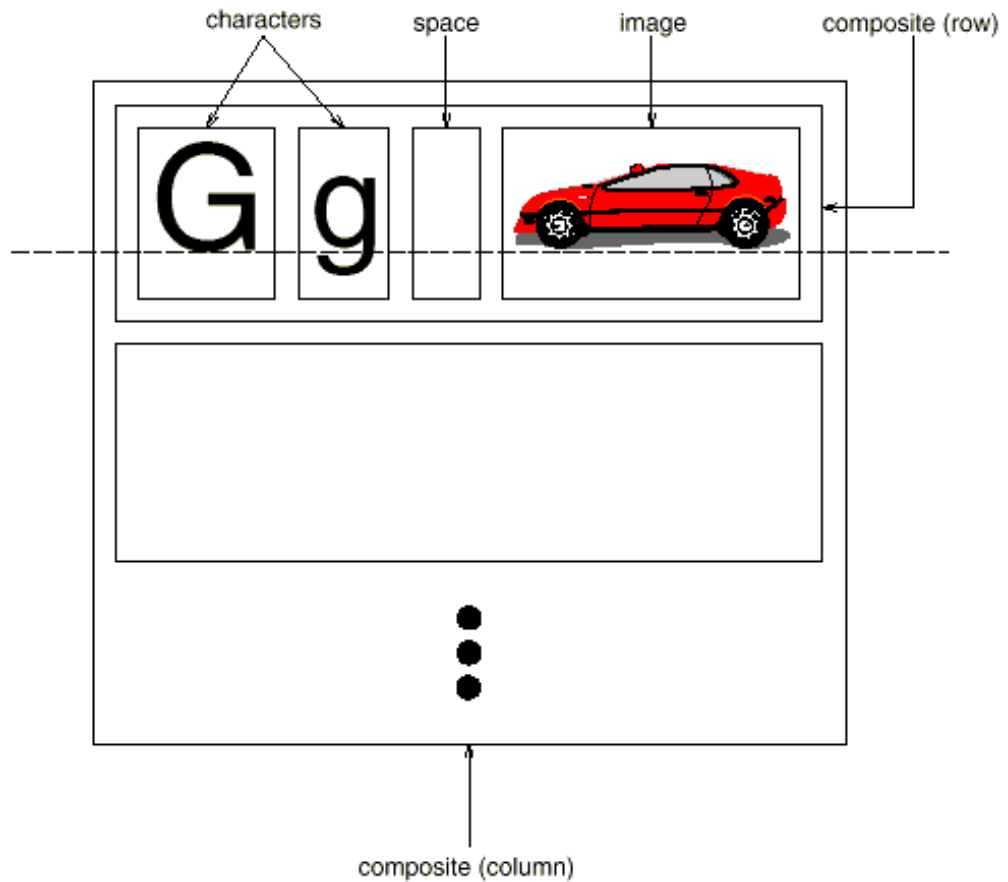 characters space image composite (row)
G g
composite (column)